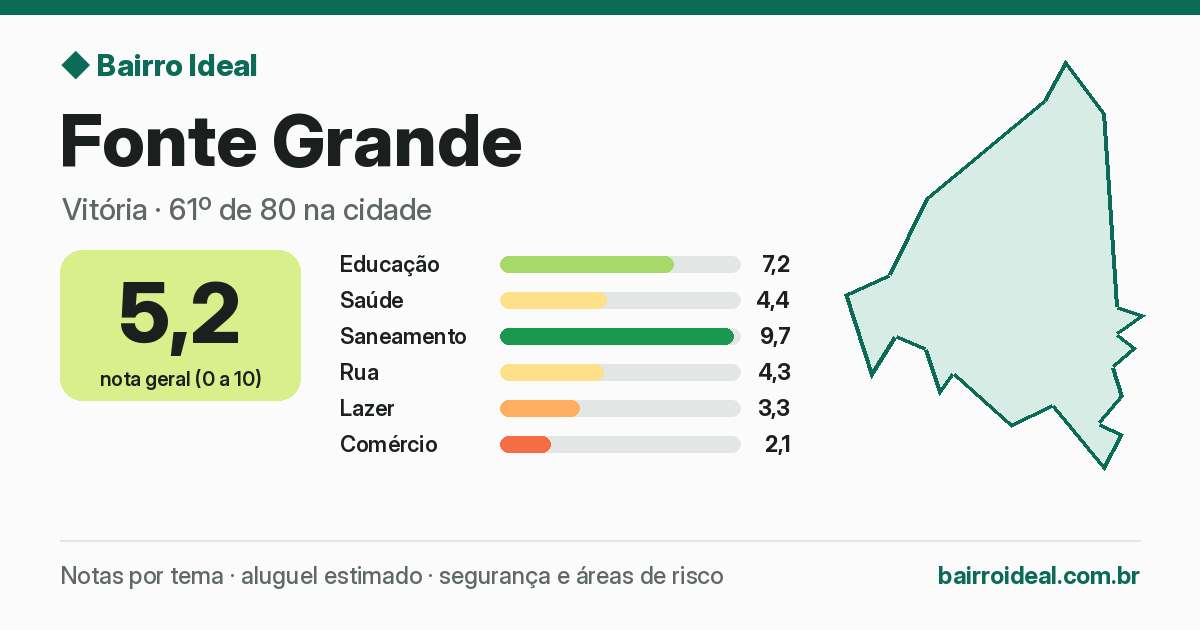 Bairro Ideal
Fonte Grande
Vitória · 61º de 80 na cidade
5,2
nota geral (0 a 10)
Educação 7,2
Saúde 4,4
Saneamento 9,7
Rua 4,3
Lazer 3,3
Comércio 2,1
Notas por tema · aluguel estimado · segurança e áreas de risco
bairroideal.com.br